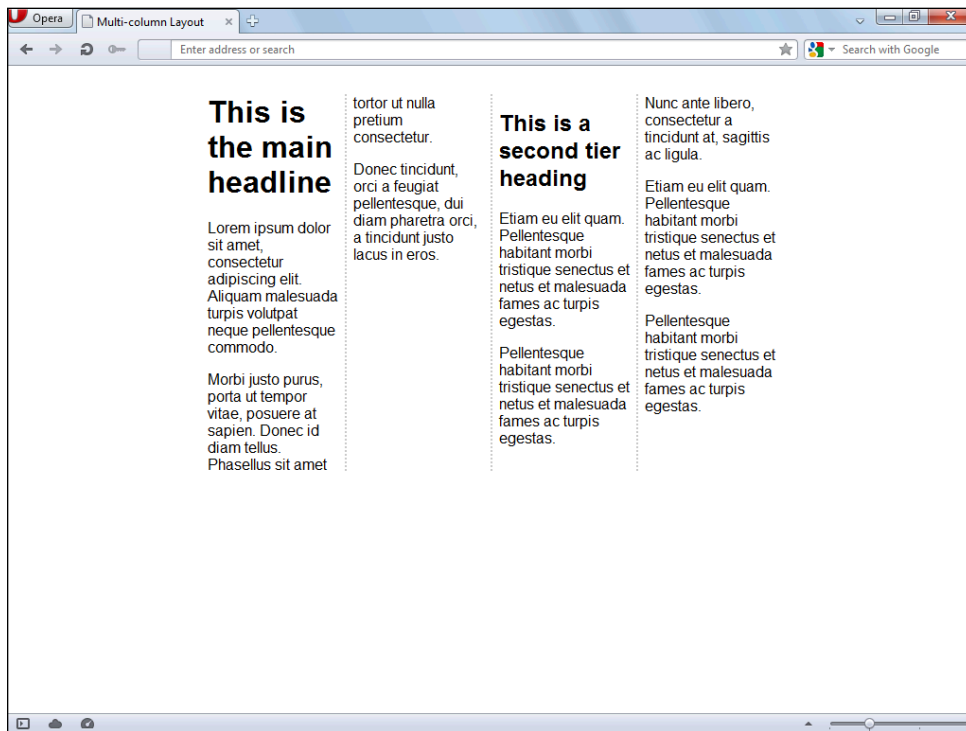 Opera
Multi-column Layout
Enter address or search
Search with Google
This is
the main
headline
Lorem ipsum dolor
sit amet,
consectetur
adipiscing elit.
Aliquam malesuada
turpis volutpat
neque pellentesque
commodo.
Morbi justo purus,
porta ut tempor
vitae, posuere at
sapien. Donec id
diam tellus.
Phasellus sit amet
tortor ut nulla
pretium
consectetur.
Donec tincidunt,
orci a feugiat
pellentesque, dui
diam pharetra orci,
a tincidunt justo
lacus in eros.
This is a
second tier
heading
Etiam eu elit quam.
Pellentesque
habitant morbi
tristique senectus et
netus et malesuada
fames ac turpis
egestas.
Pellentesque
habitant morbi
tristique senectus et
netus et malesuada
fames ac turpis
egestas.
Nunc ante libero,
consectetur a
tincidunt at, sagittis
ac ligula.
Etiam eu elit quam.
Pellentesque
habitant morbi
tristique senectus et
netus et malesuada
fames ac turpis
egestas.
Pellentesque
habitant morbi
tristique senectus et
netus et malesuada
fames ac turpis
egestas.